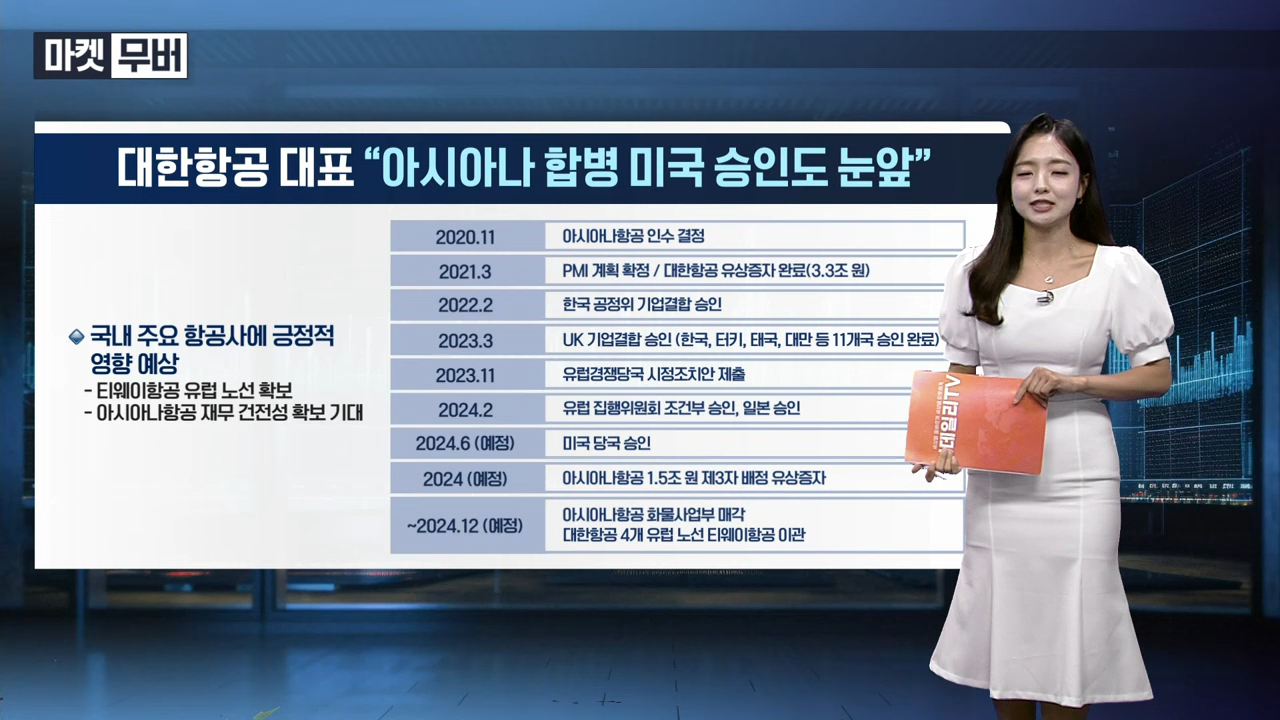 마켓 무버
대한항공 대표 “아시아나 합병 미국 승인도 눈앞”
국내 주요 항공사에 긍정적
영향 예상
- 티웨이항공 유럽 노선 확보
- 아시아나항공 재무 건전성 확보 기대
2020.11 아시아나항공 인수 결정
2021.3 PMI 계획 확정 / 대한항공 유상증자 완료(3.3조 원)
2022.2 한국 공정위 기업결합 승인
2023.3 UK 기업결합 승인 (한국, 터키, 태국, 대만 등 11개국 승인 완료)
2023.11 유럽경쟁당국 시정조치안 제출
2024.2 유럽 집행위원회 조건부 승인, 일본 승인
2024.6 (예정) 미국 당국 승인
2024 (예정) 아시아나항공 1.5조 원 제3자 배정 유상증자
~2024.12 (예정) 아시아나항공 화물사업부 매각
대한항공 4개 유럽 노선 티웨이항공 이관
데일리TV